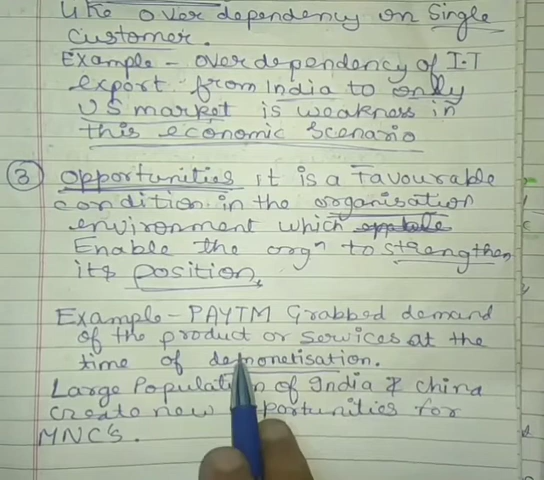 like over dependency on Single
customer.
Example - over dependency of I.T
export from India to only
US market is weakness in
this economic Scenario
③ Opportunities It is a favourable
condition in the organisation
environment which
Enable the orgⁿ to strengthen
its position.
Example - PAYTM Grabbed demand
of the product or Services at the
time of demonetisation.
Large Population of India & China
create new opportunities for
MNC's.